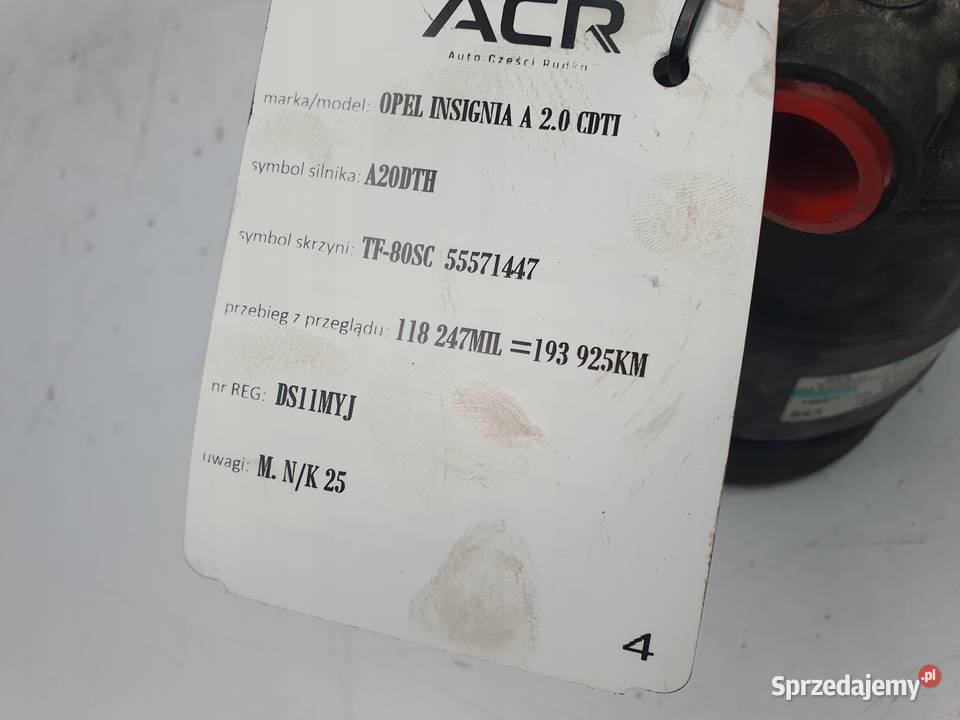 ACR
Auto Części Rudka
marka/model: OPEL INSIGNIA A 2.0 CDTI
symbol silnika: A20DTH
symbol skrzyni: TF-80SC 55571447
przebieg z przeglądu: 118 247MIL =193 925KM
nr REG: DS11MYJ
uwagi: M. N/K 25
4
Sprzedajemy.pl